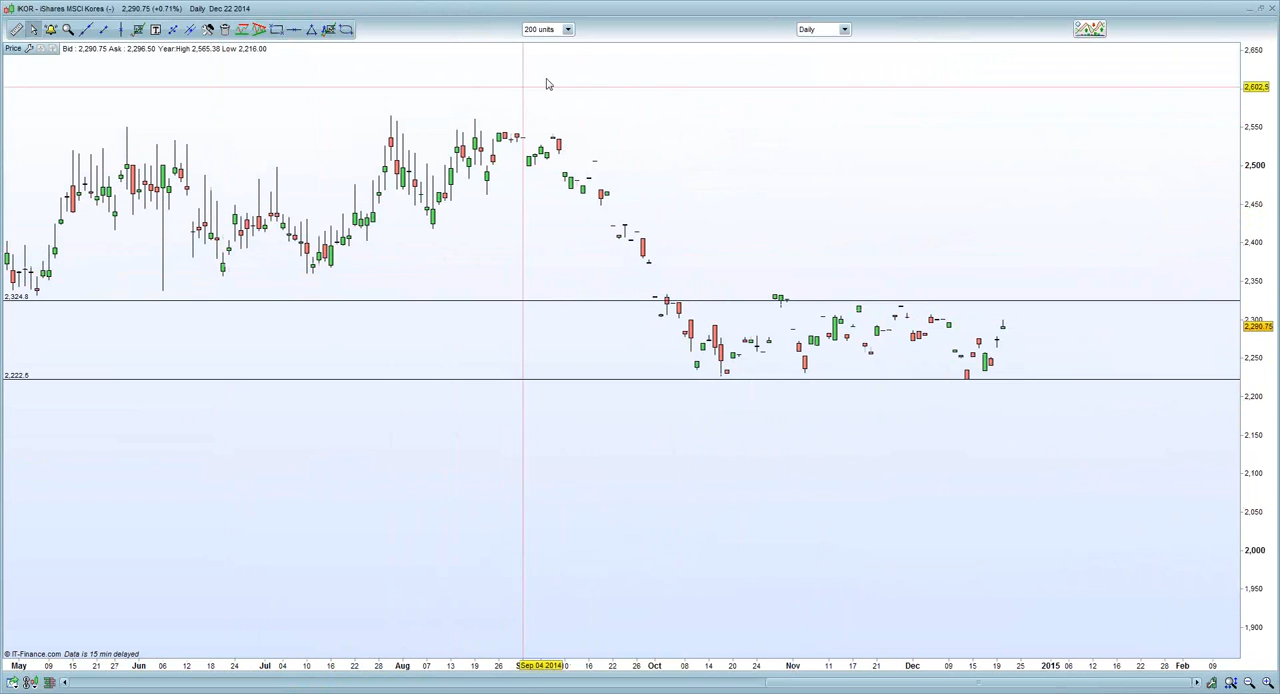 IKOR - iShares MSCI Korea (-) 2,290.75 (+0.71%) Daily Dec 22 2014
200 units
Daily
Price
Bid : 2,290.75 Ask : 2,296.50 Year:High 2,565.38 Low 2,216.00
2,650
2,602,5
2,550
2,500
2,450
2,400
2,350
2,324.8
2,300
2,290.75
2,250
2,222.5
2,200
2,150
2,100
2,050
2,000
1,950
1,900
© IT-Finance.com Data is 15 min delayed
May 09 15 21 27 Jun 06 12 18 24 Jul 04 10 16 22 28 Aug 07 13 19 26 S Sep 04 2014 10 16 22 26 Oct 08 14 20 24 Nov 11 17 21 Dec 09 15 19 25 2015 06 12 16 22 28 Feb 09